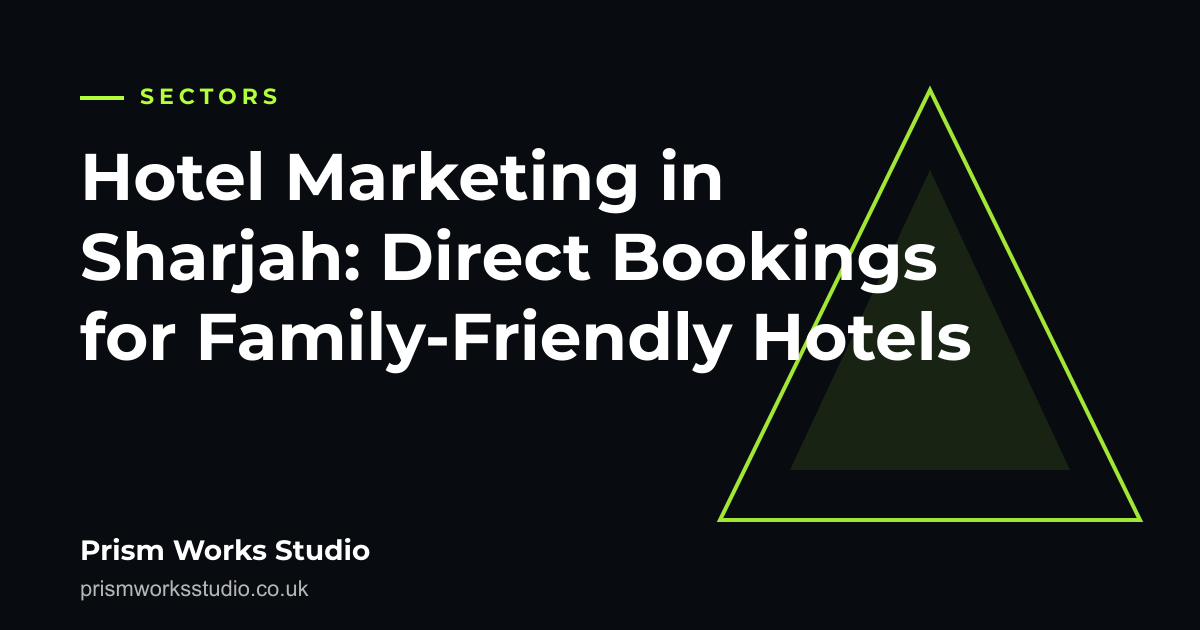 SECTORS
Hotel Marketing in
Sharjah: Direct Bookings
for Family-Friendly Hotels
Prism Works Studio
prismworksstudio.co.uk